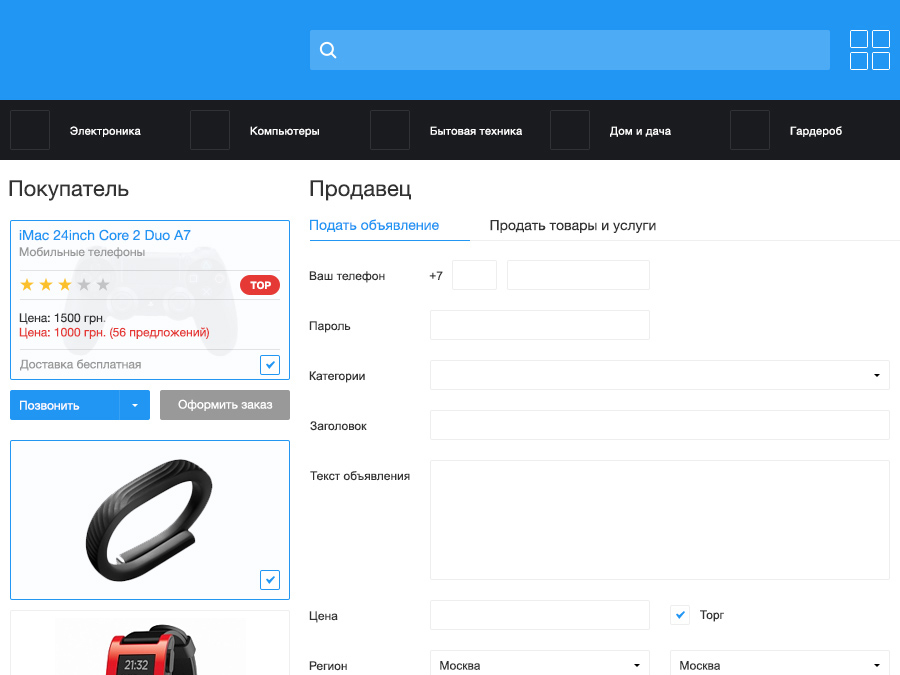 Электроника
Компьютеры
Бытовая техника
Дом и дача
Гардероб
Покупатель
iMac 24inch Core 2 Duo A7
Мобильные телефоны
TOP
Цена: 1500 грн.
Цена: 1000 грн. (56 предложений)
Доставка бесплатная
Позвонить
Оформить заказ
21:32
Продавец
Подать объявление
Продать товары и услуги
Ваш телефон
+7
Пароль
Категории
Заголовок
Текст объявления
Цена
Торг
Регион
Москва
Москва